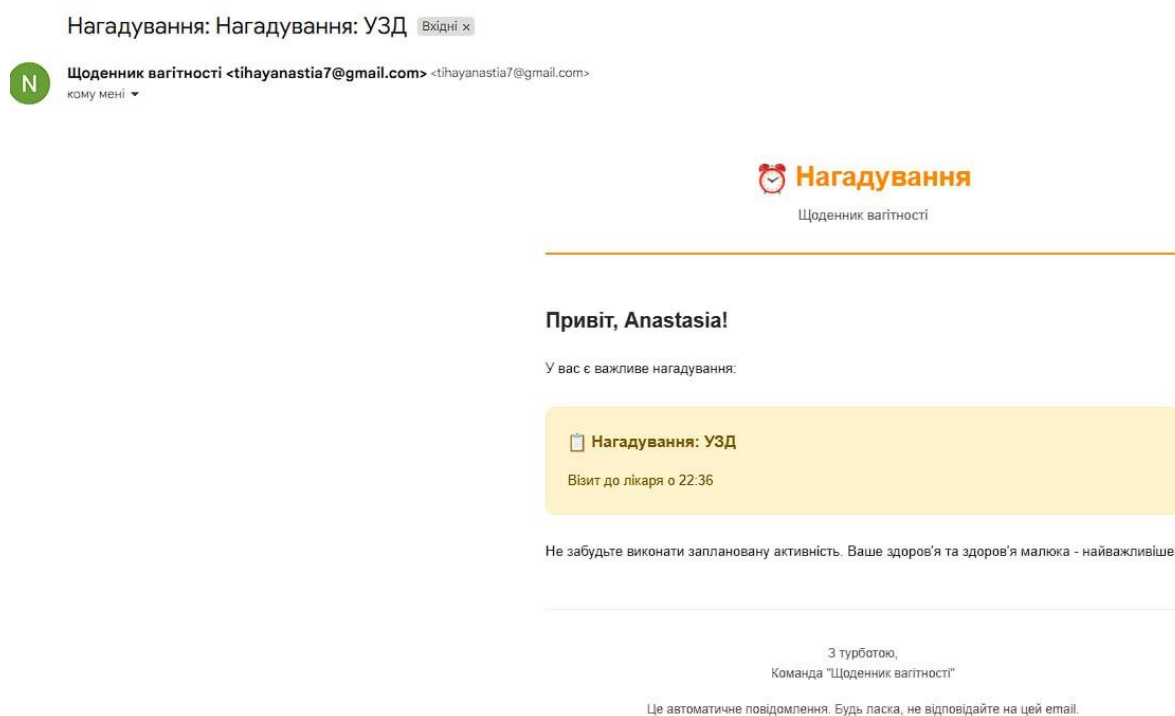 Нагадування: Нагадування: УЗД Вхідні ×
N
Щоденник вагітності <tihayanastia7@gmail.com> <tihayanastia7@gmail.com>
кому мені
⏰ Нагадування
Щоденник вагітності
Привіт, Anastasia!
У вас є важливе нагадування:
📋 Нагадування: УЗД
Візит до лікаря о 22:36
Не забудьте виконати заплановану активність. Ваше здоров'я та здоров'я малюка - найважливіше
З турботою,
Команда "Щоденник вагітності"
Це автоматичне повідомлення. Будь ласка, не відповідайте на цей email.